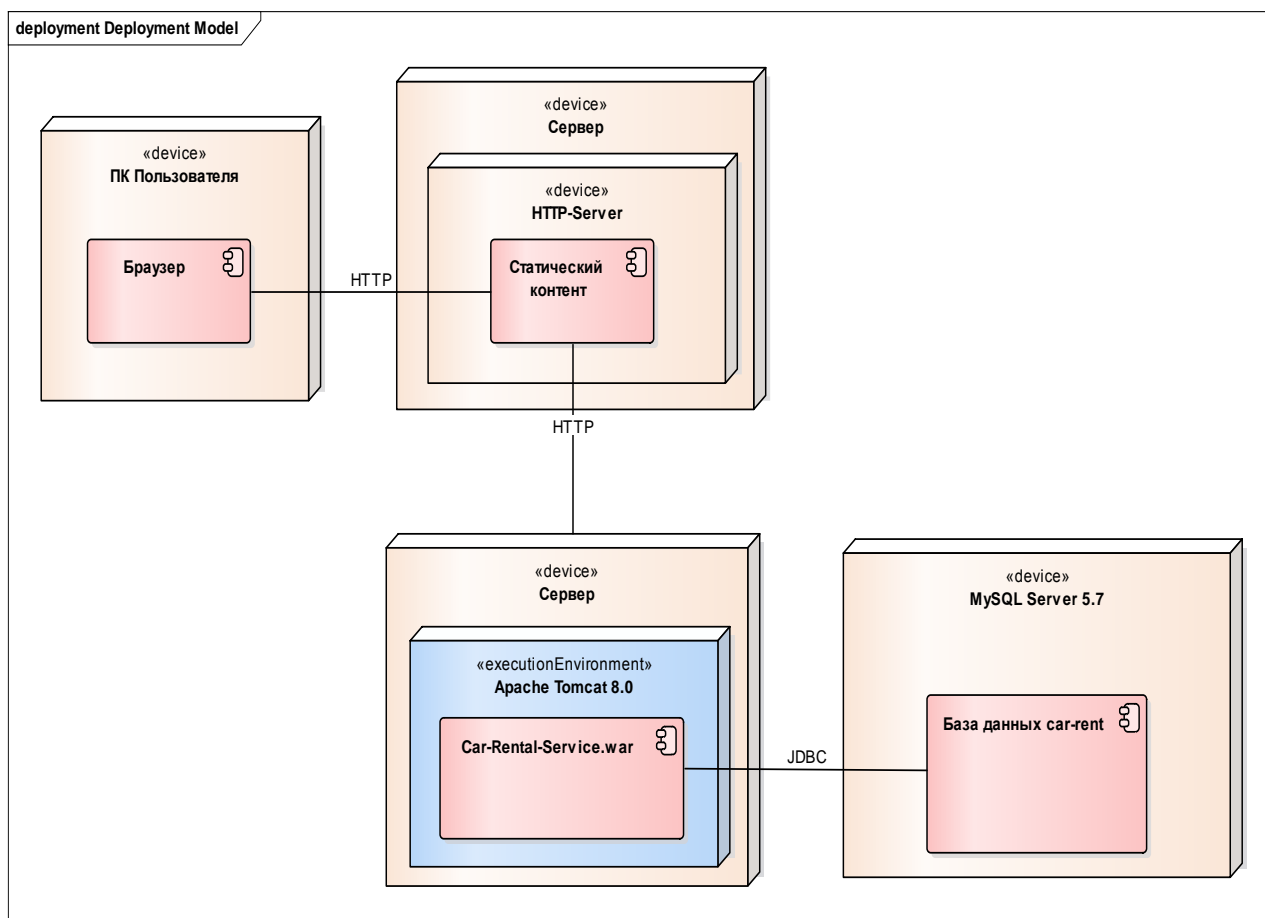 deployment Deployment Model
«device»
Сервер
«device»
ПК Пользователя
«device»
HTTP-Server
Браузер
Статический
контент
HTTP
HTTP
«device»
Сервер
«device»
MySQL Server 5.7
«executionEnvironment»
Apache Tomcat 8.0
Car-Rental-Service.war
База данных car-rent
JDBC